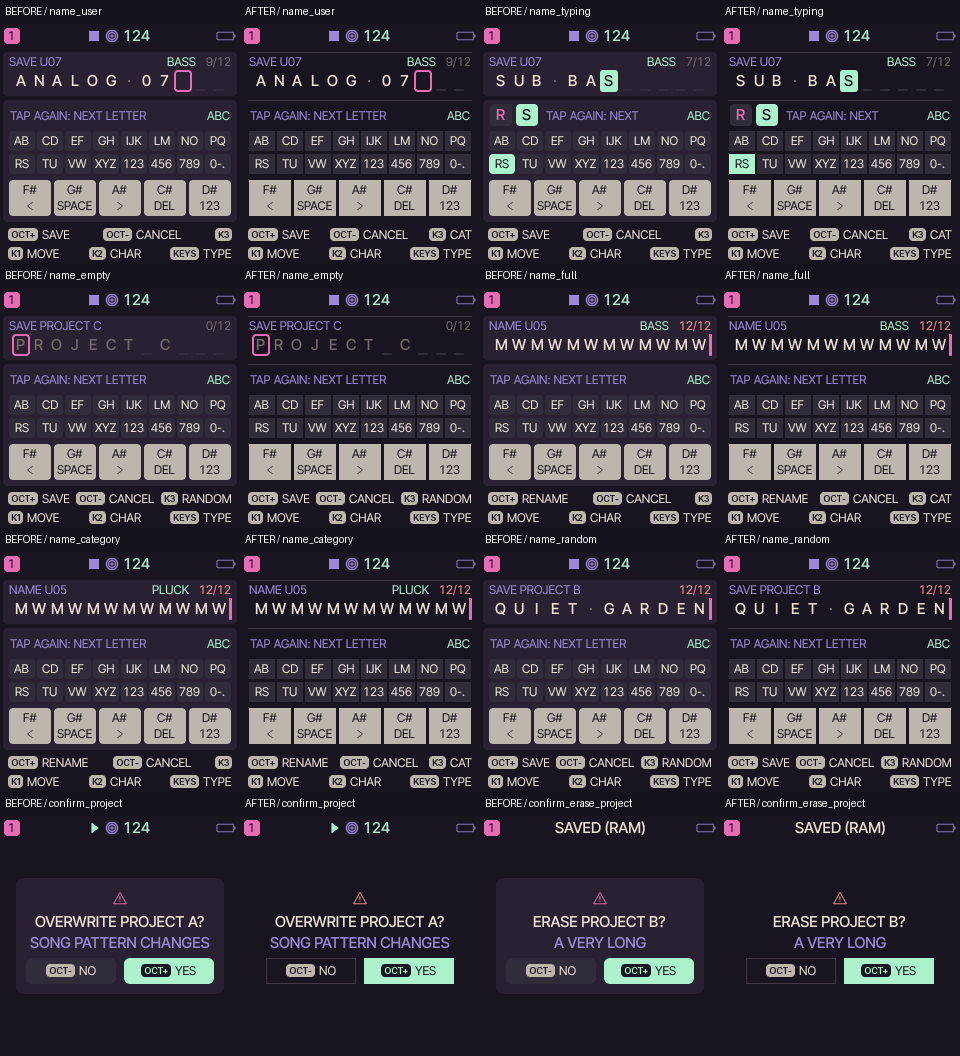 BEFORE / name_user
1 124
SAVE U07 BASS 9/12
ANALOG·07 _ _
TAP AGAIN: NEXT LETTER ABC
AB CD EF GH IJK LM NO PQ
RS TU VW XYZ 123 456 789 0-.
F# G# A# C# D#
< SPACE > DEL 123
OCT+ SAVE OCT- CANCEL K3
K1 MOVE K2 CHAR KEYS TYPE
AFTER / name_user
1 124
SAVE U07 BASS 9/12
ANALOG·07 _ _
TAP AGAIN: NEXT LETTER ABC
AB CD EF GH IJK LM NO PQ
RS TU VW XYZ 123 456 789 0-.
F# G# A# C# D#
< SPACE > DEL 123
OCT+ SAVE OCT- CANCEL K3 CAT
K1 MOVE K2 CHAR KEYS TYPE
BEFORE / name_typing
1 124
SAVE U07 BASS 7/12
SUB·BAS _ _ _ _ _
R S TAP AGAIN: NEXT ABC
AB CD EF GH IJK LM NO PQ
RS TU VW XYZ 123 456 789 0-.
F# G# A# C# D#
< SPACE > DEL 123
OCT+ SAVE OCT- CANCEL K3
K1 MOVE K2 CHAR KEYS TYPE
AFTER / name_typing
1 124
SAVE U07 BASS 7/12
SUB·BAS _ _ _ _ _
R S TAP AGAIN: NEXT ABC
AB CD EF GH IJK LM NO PQ
RS TU VW XYZ 123 456 789 0-.
F# G# A# C# D#
< SPACE > DEL 123
OCT+ SAVE OCT- CANCEL K3 CAT
K1 MOVE K2 CHAR KEYS TYPE
BEFORE / name_empty
1 124
SAVE PROJECT C 0/12
PROJECT_C _ _ _
TAP AGAIN: NEXT LETTER ABC
AB CD EF GH IJK LM NO PQ
RS TU VW XYZ 123 456 789 0-.
F# G# A# C# D#
< SPACE > DEL 123
OCT+ SAVE OCT- CANCEL K3 RANDOM
K1 MOVE K2 CHAR KEYS TYPE
AFTER / name_empty
1 124
SAVE PROJECT C 0/12
PROJECT_C _ _ _
TAP AGAIN: NEXT LETTER ABC
AB CD EF GH IJK LM NO PQ
RS TU VW XYZ 123 456 789 0-.
F# G# A# C# D#
< SPACE > DEL 123
OCT+ SAVE OCT- CANCEL K3 RANDOM
K1 MOVE K2 CHAR KEYS TYPE
BEFORE / name_full
1 124
NAME U05 BASS 12/12
MWMWMWMWMWMW
TAP AGAIN: NEXT LETTER ABC
AB CD EF GH IJK LM NO PQ
RS TU VW XYZ 123 456 789 0-.
F# G# A# C# D#
< SPACE > DEL 123
OCT+ RENAME OCT- CANCEL K3
K1 MOVE K2 CHAR KEYS TYPE
AFTER / name_full
1 124
NAME U05 BASS 12/12
MWMWMWMWMWMW
TAP AGAIN: NEXT LETTER ABC
AB CD EF GH IJK LM NO PQ
RS TU VW XYZ 123 456 789 0-.
F# G# A# C# D#
< SPACE > DEL 123
OCT+ RENAME OCT- CANCEL K3 CAT
K1 MOVE K2 CHAR KEYS TYPE
BEFORE / name_category
1 124
NAME U05 PLUCK 12/12
MWMWMWMWMWMW
TAP AGAIN: NEXT LETTER ABC
AB CD EF GH IJK LM NO PQ
RS TU VW XYZ 123 456 789 0-.
F# G# A# C# D#
< SPACE > DEL 123
OCT+ RENAME OCT- CANCEL K3
K1 MOVE K2 CHAR KEYS TYPE
AFTER / name_category
1 124
NAME U05 PLUCK 12/12
MWMWMWMWMWMW
TAP AGAIN: NEXT LETTER ABC
AB CD EF GH IJK LM NO PQ
RS TU VW XYZ 123 456 789 0-.
F# G# A# C# D#
< SPACE > DEL 123
OCT+ RENAME OCT- CANCEL K3 CAT
K1 MOVE K2 CHAR KEYS TYPE
BEFORE / name_random
1 124
SAVE PROJECT B 12/12
QUIET·GARDEN
TAP AGAIN: NEXT LETTER ABC
AB CD EF GH IJK LM NO PQ
RS TU VW XYZ 123 456 789 0-.
F# G# A# C# D#
< SPACE > DEL 123
OCT+ SAVE OCT- CANCEL K3 RANDOM
K1 MOVE K2 CHAR KEYS TYPE
AFTER / name_random
1 124
SAVE PROJECT B 12/12
QUIET·GARDEN
TAP AGAIN: NEXT LETTER ABC
AB CD EF GH IJK LM NO PQ
RS TU VW XYZ 123 456 789 0-.
F# G# A# C# D#
< SPACE > DEL 123
OCT+ SAVE OCT- CANCEL K3 RANDOM
K1 MOVE K2 CHAR KEYS TYPE
BEFORE / confirm_project
1 124
OVERWRITE PROJECT A?
SONG PATTERN CHANGES
OCT- NO OCT+ YES
AFTER / confirm_project
1 124
OVERWRITE PROJECT A?
SONG PATTERN CHANGES
OCT- NO OCT+ YES
BEFORE / confirm_erase_project
1 SAVED (RAM)
ERASE PROJECT B?
A VERY LONG
OCT- NO OCT+ YES
AFTER / confirm_erase_project
1 SAVED (RAM)
ERASE PROJECT B?
A VERY LONG
OCT- NO OCT+ YES